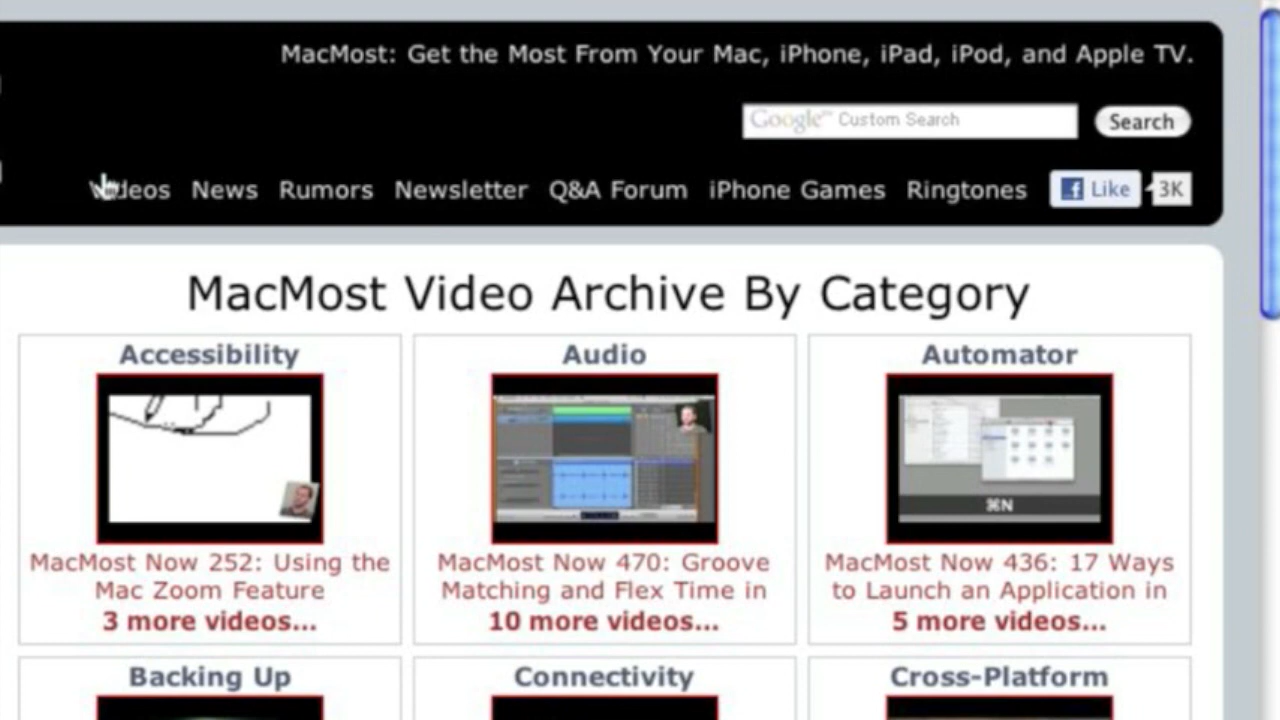 MacMost: Get the Most From Your Mac, iPhone, iPad, iPod, and Apple TV.
Google™ Custom Search
Search
Videos News Rumors Newsletter Q&A Forum iPhone Games Ringtones
Like
3K
MacMost Video Archive By Category
Accessibility
MacMost Now 252: Using the
Mac Zoom Feature
3 more videos...
Audio
MacMost Now 470: Groove
Matching and Flex Time in
10 more videos...
Automator
⌘N
MacMost Now 436: 17 Ways
to Launch an Application in
5 more videos...
Backing Up
Connectivity
Cross-Platform